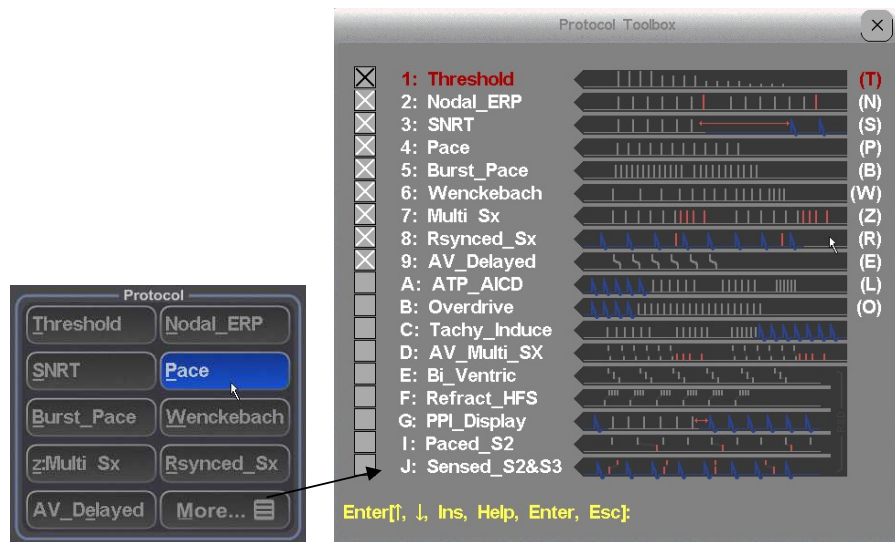 Protocol Toolbox
1: Threshold (T)
2: Nodal_ERP (N)
3: SNRT (S)
4: Pace (P)
5: Burst_Pace (B)
6: Wenckebach (W)
7: Multi Sx (Z)
8: Rsynced_Sx (R)
9: AV_Delayed (E)
A: ATP_AICD (L)
B: Overdrive (O)
C: Tachy_Induce
D: AV_Multi_SX
E: Bi_Ventric
F: Refract_HFS
G: PPI_Display
I: Paced_S2
J: Sensed_S2&S3
Enter[↑, ↓, Ins, Help, Enter, Esc]:
Protocol
Threshold Nodal_ERP
SNRT Pace
Burst_Pace Wenckebach
z:Multi Sx Rsynced_Sx
AV_Delayed More...